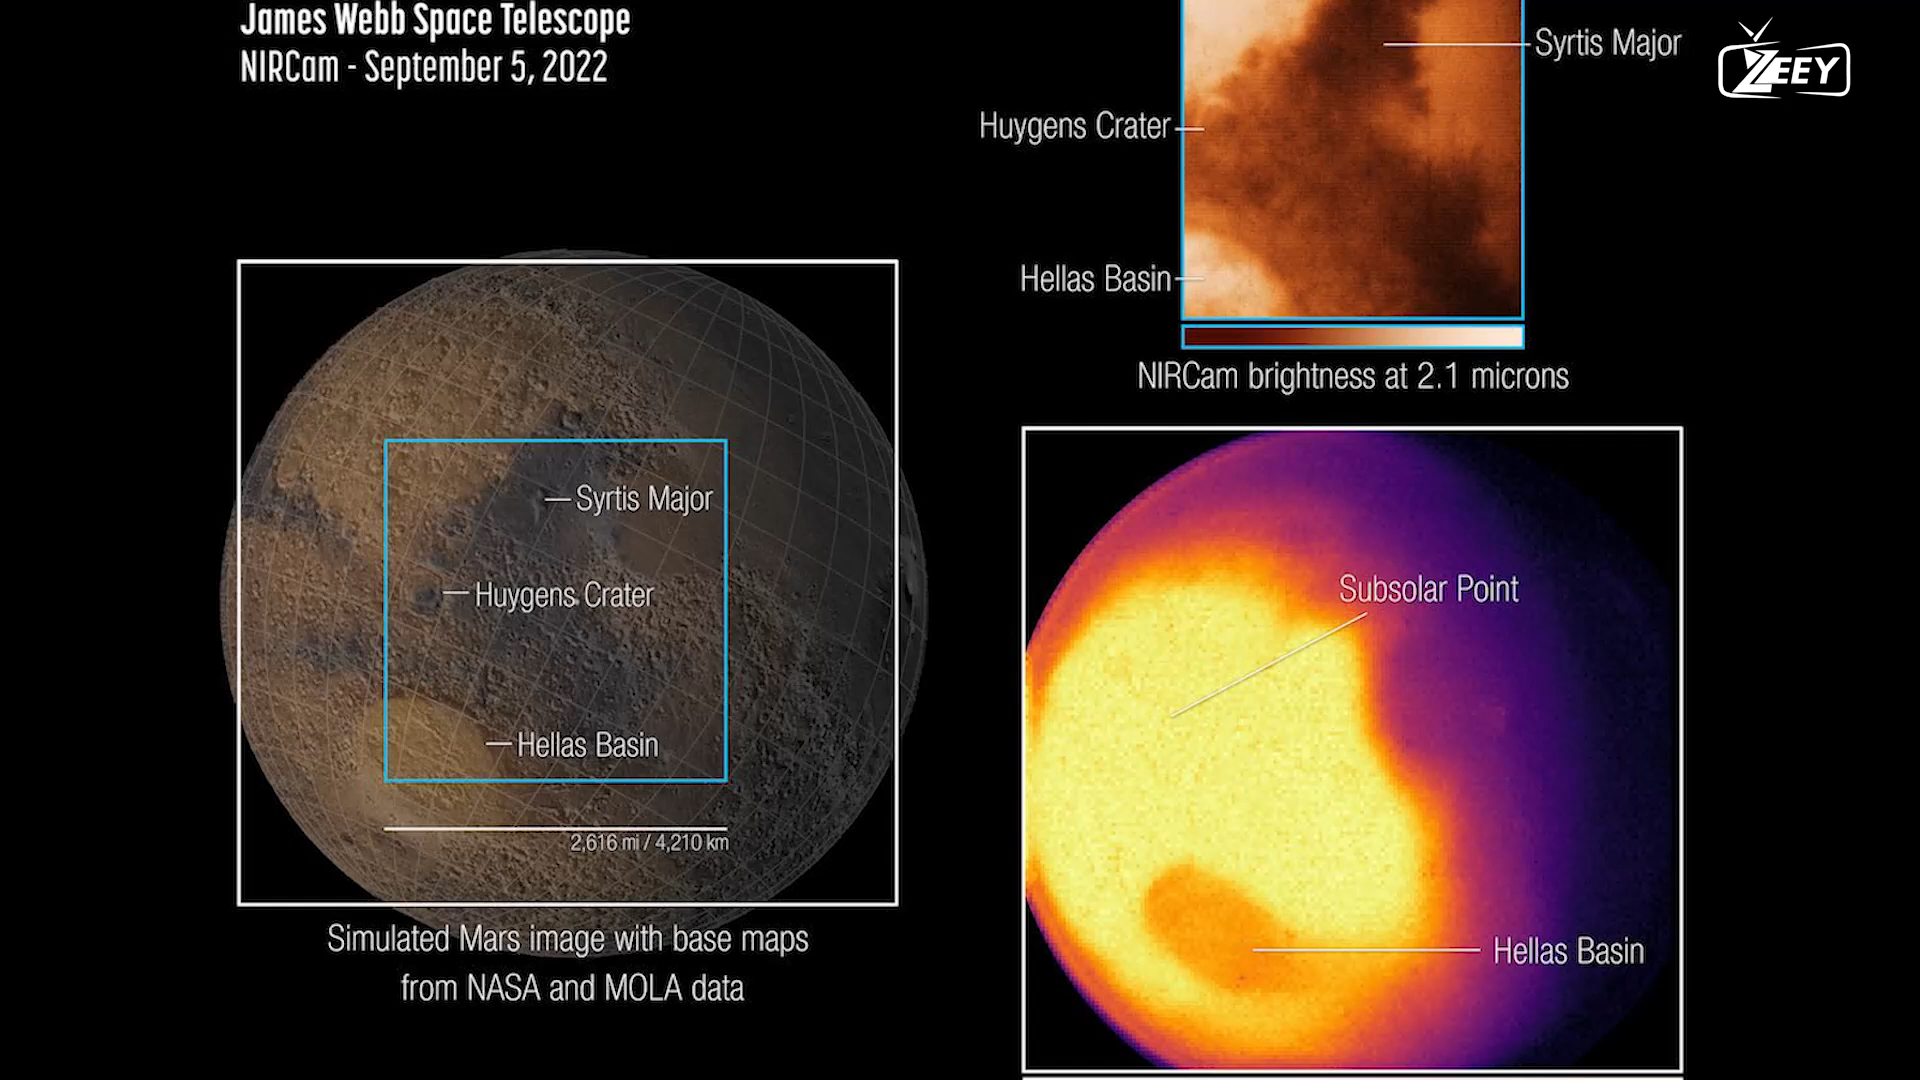 James Webb Space Telescope
NIRCam - September 5, 2022
Syrtis Major
ZEEY
Huygens Crater
Hellas Basin
NIRCam brightness at 2.1 microns
Syrtis Major
Huygens Crater
Hellas Basin
2,616 mi / 4,210 km
Simulated Mars image with base maps
from NASA and MOLA data
Subsolar Point
Hellas Basin